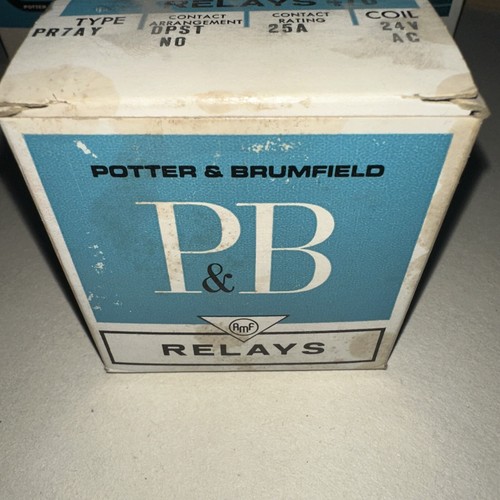 RELAYS
TYPE CONTACT ARRANGEMENT CONTACT RATING COIL
PR7AY DPST NO 25A 24V AC
POTTER & BRUMFIELD
P&B
AMF
RELAYS